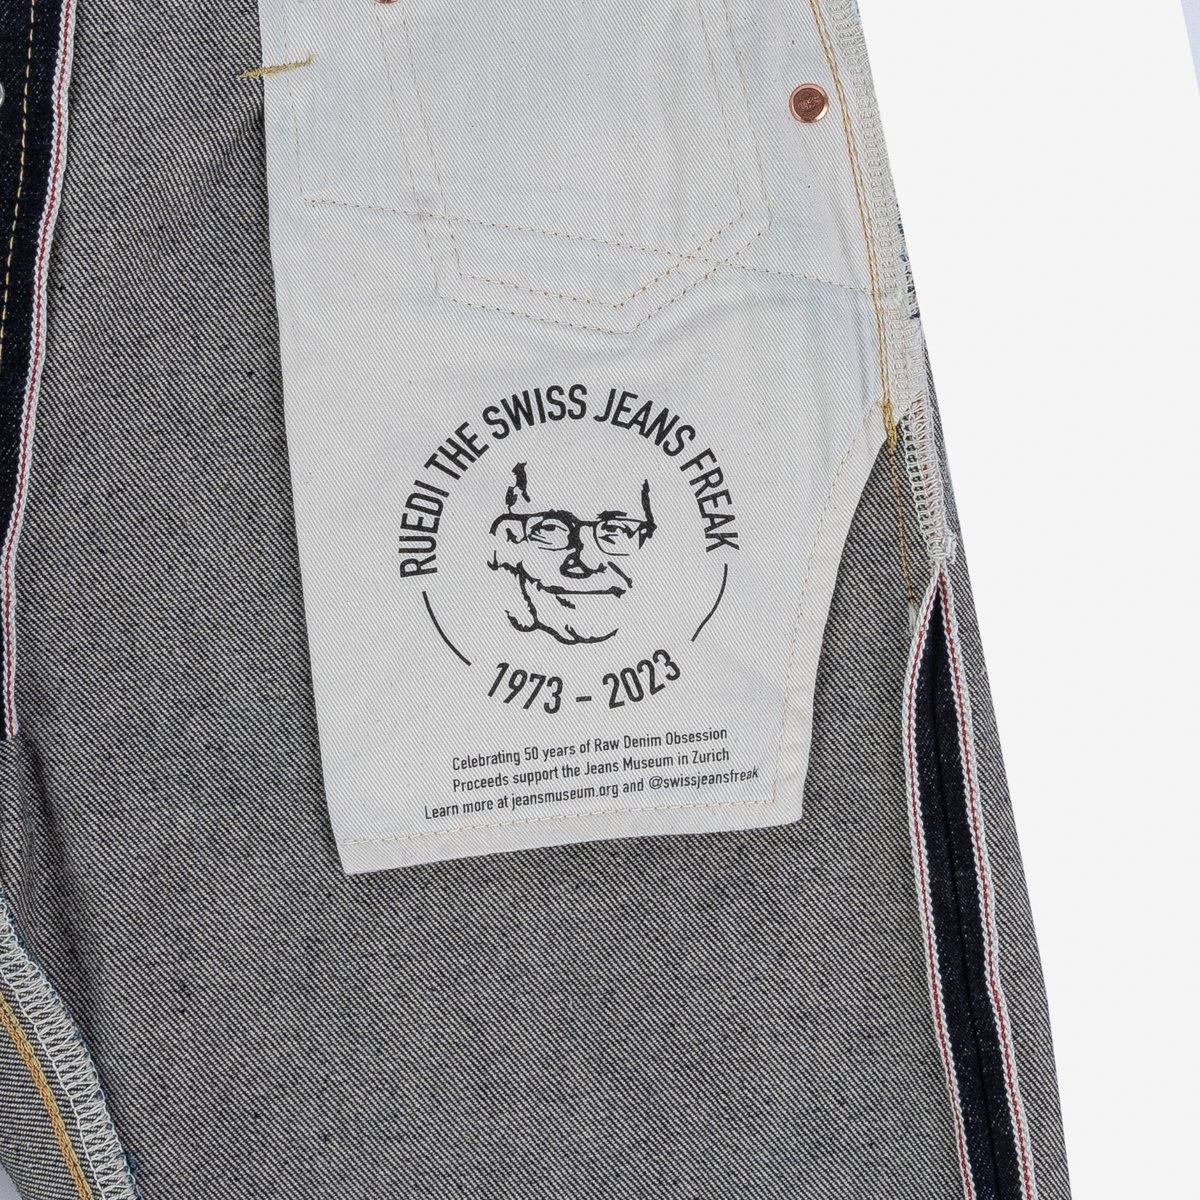 RUEDI THE SWISS JEANS FREAK
1973 - 2023
Celebrating 50 years of Raw Denim Obsession
Proceeds support the Jeans Museum in Zurich
Learn more at jeansmuseum.org and @swissjeansfreak